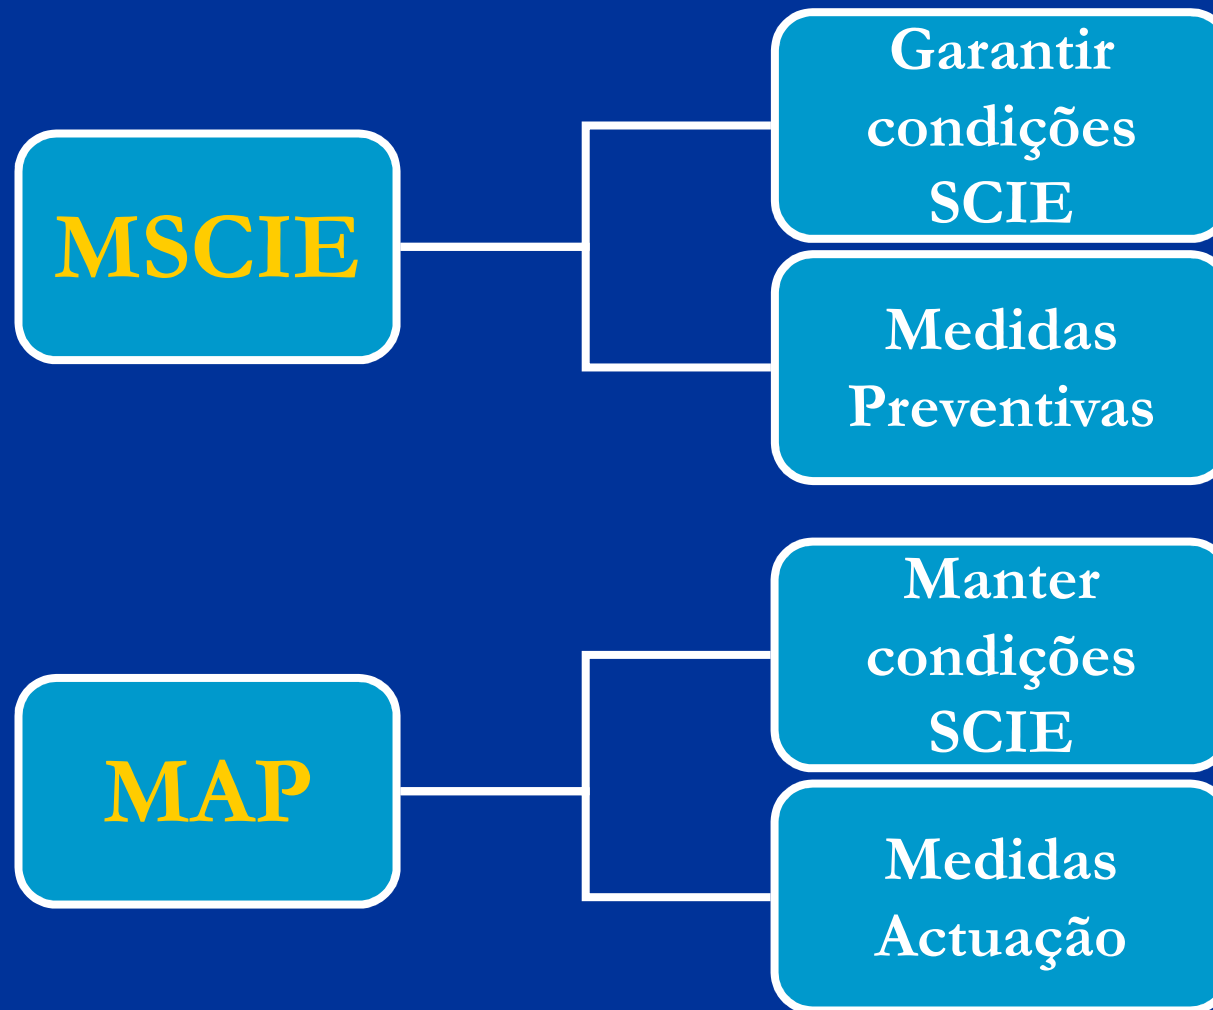 MSCIE
Garantir
condições
SCIE
Medidas
Preventivas
MAP
Manter
condições
SCIE
Medidas
Actuação